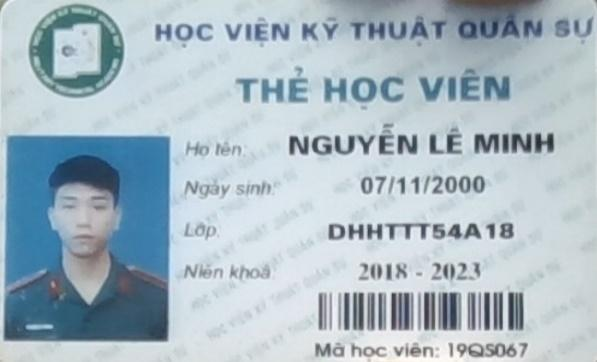 HỌC VIỆN KỸ THUẬT QUÂN SỰ
THẺ HỌC VIÊN
Họ tên: NGUYỄN LÊ MINH
Ngày sinh: 07/11/2000
Lớp: DHHTTT54A18
Niên khoá: 2018 - 2023
Mã học viên: 19QS067